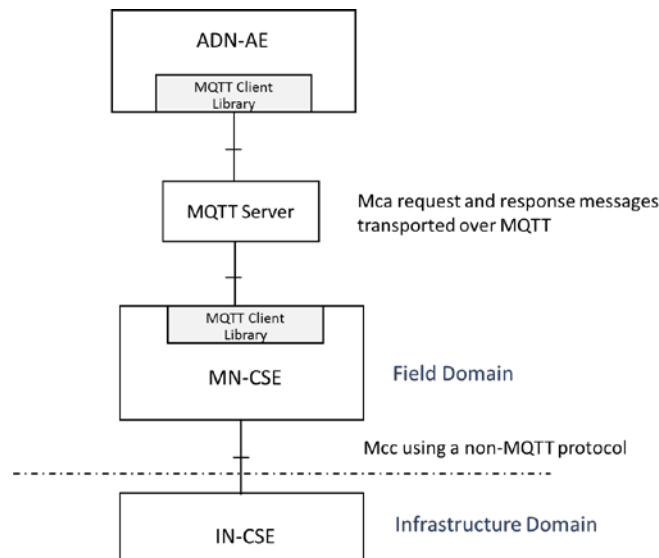 ADN-AE
MQTT Client
Library
MQTT Server
Mca request and response messages
transported over MQTT
MQTT Client
Library
MN-CSE
Field Domain
Mcc using a non-MQTT protocol
IN-CSE
Infrastructure Domain